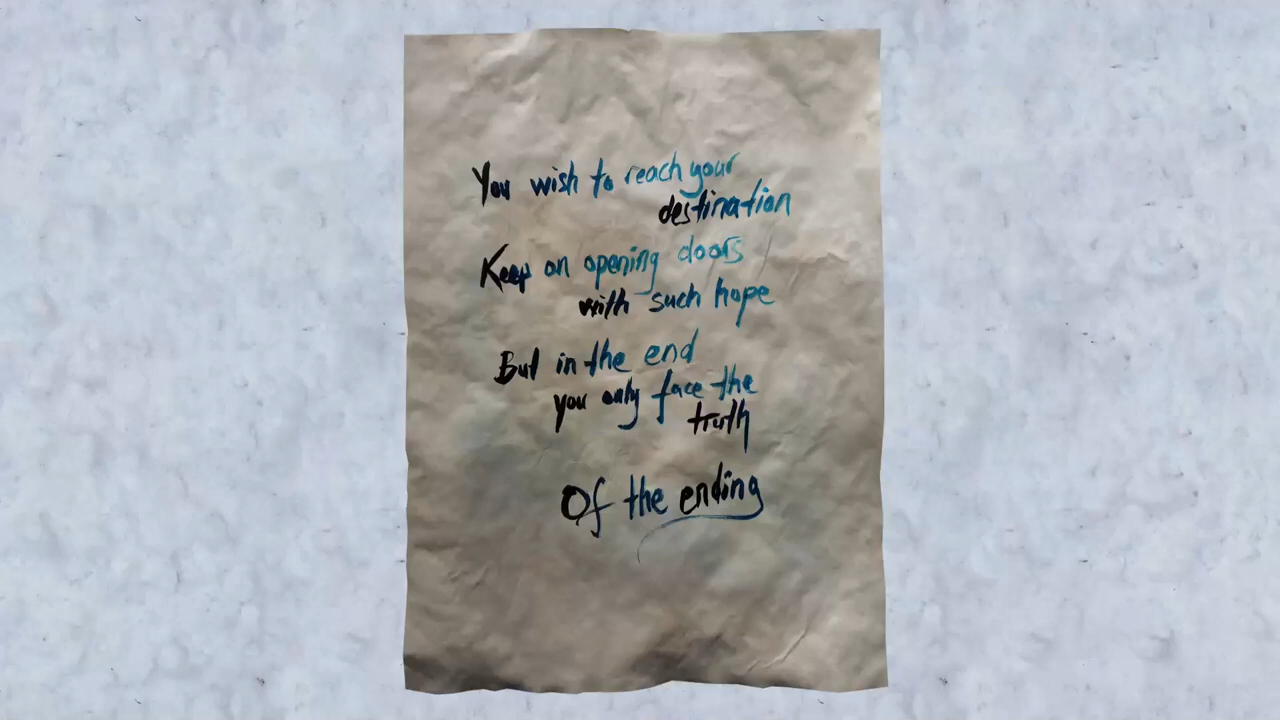 You wish to reach your
destination
Keep on opening doors
with such hope
But in the end
you only face the
truth
Of the ending